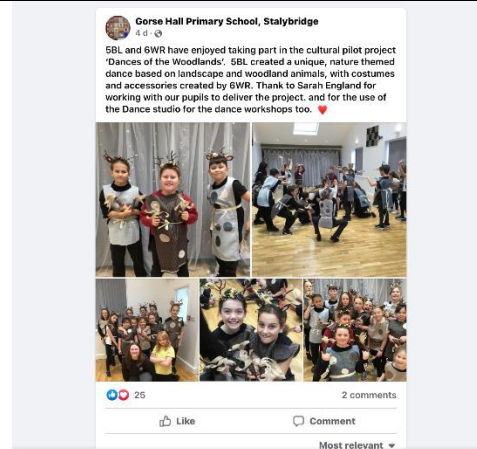 Gorse Hall Primary School, Stalybridge
4 d ·
5BL and 6WR have enjoyed taking part in the cultural pilot project
'Dances of the Woodlands'.  5BL created a unique, nature themed
dance based on landscape and woodland animals, with costumes
and accessories created by 6WR. Thank to Sarah England for
working with our pupils to deliver the project. and for the use of
the Dance studio for the dance workshops too. ❤️
25
2 comments
Like
Comment
Most relevant